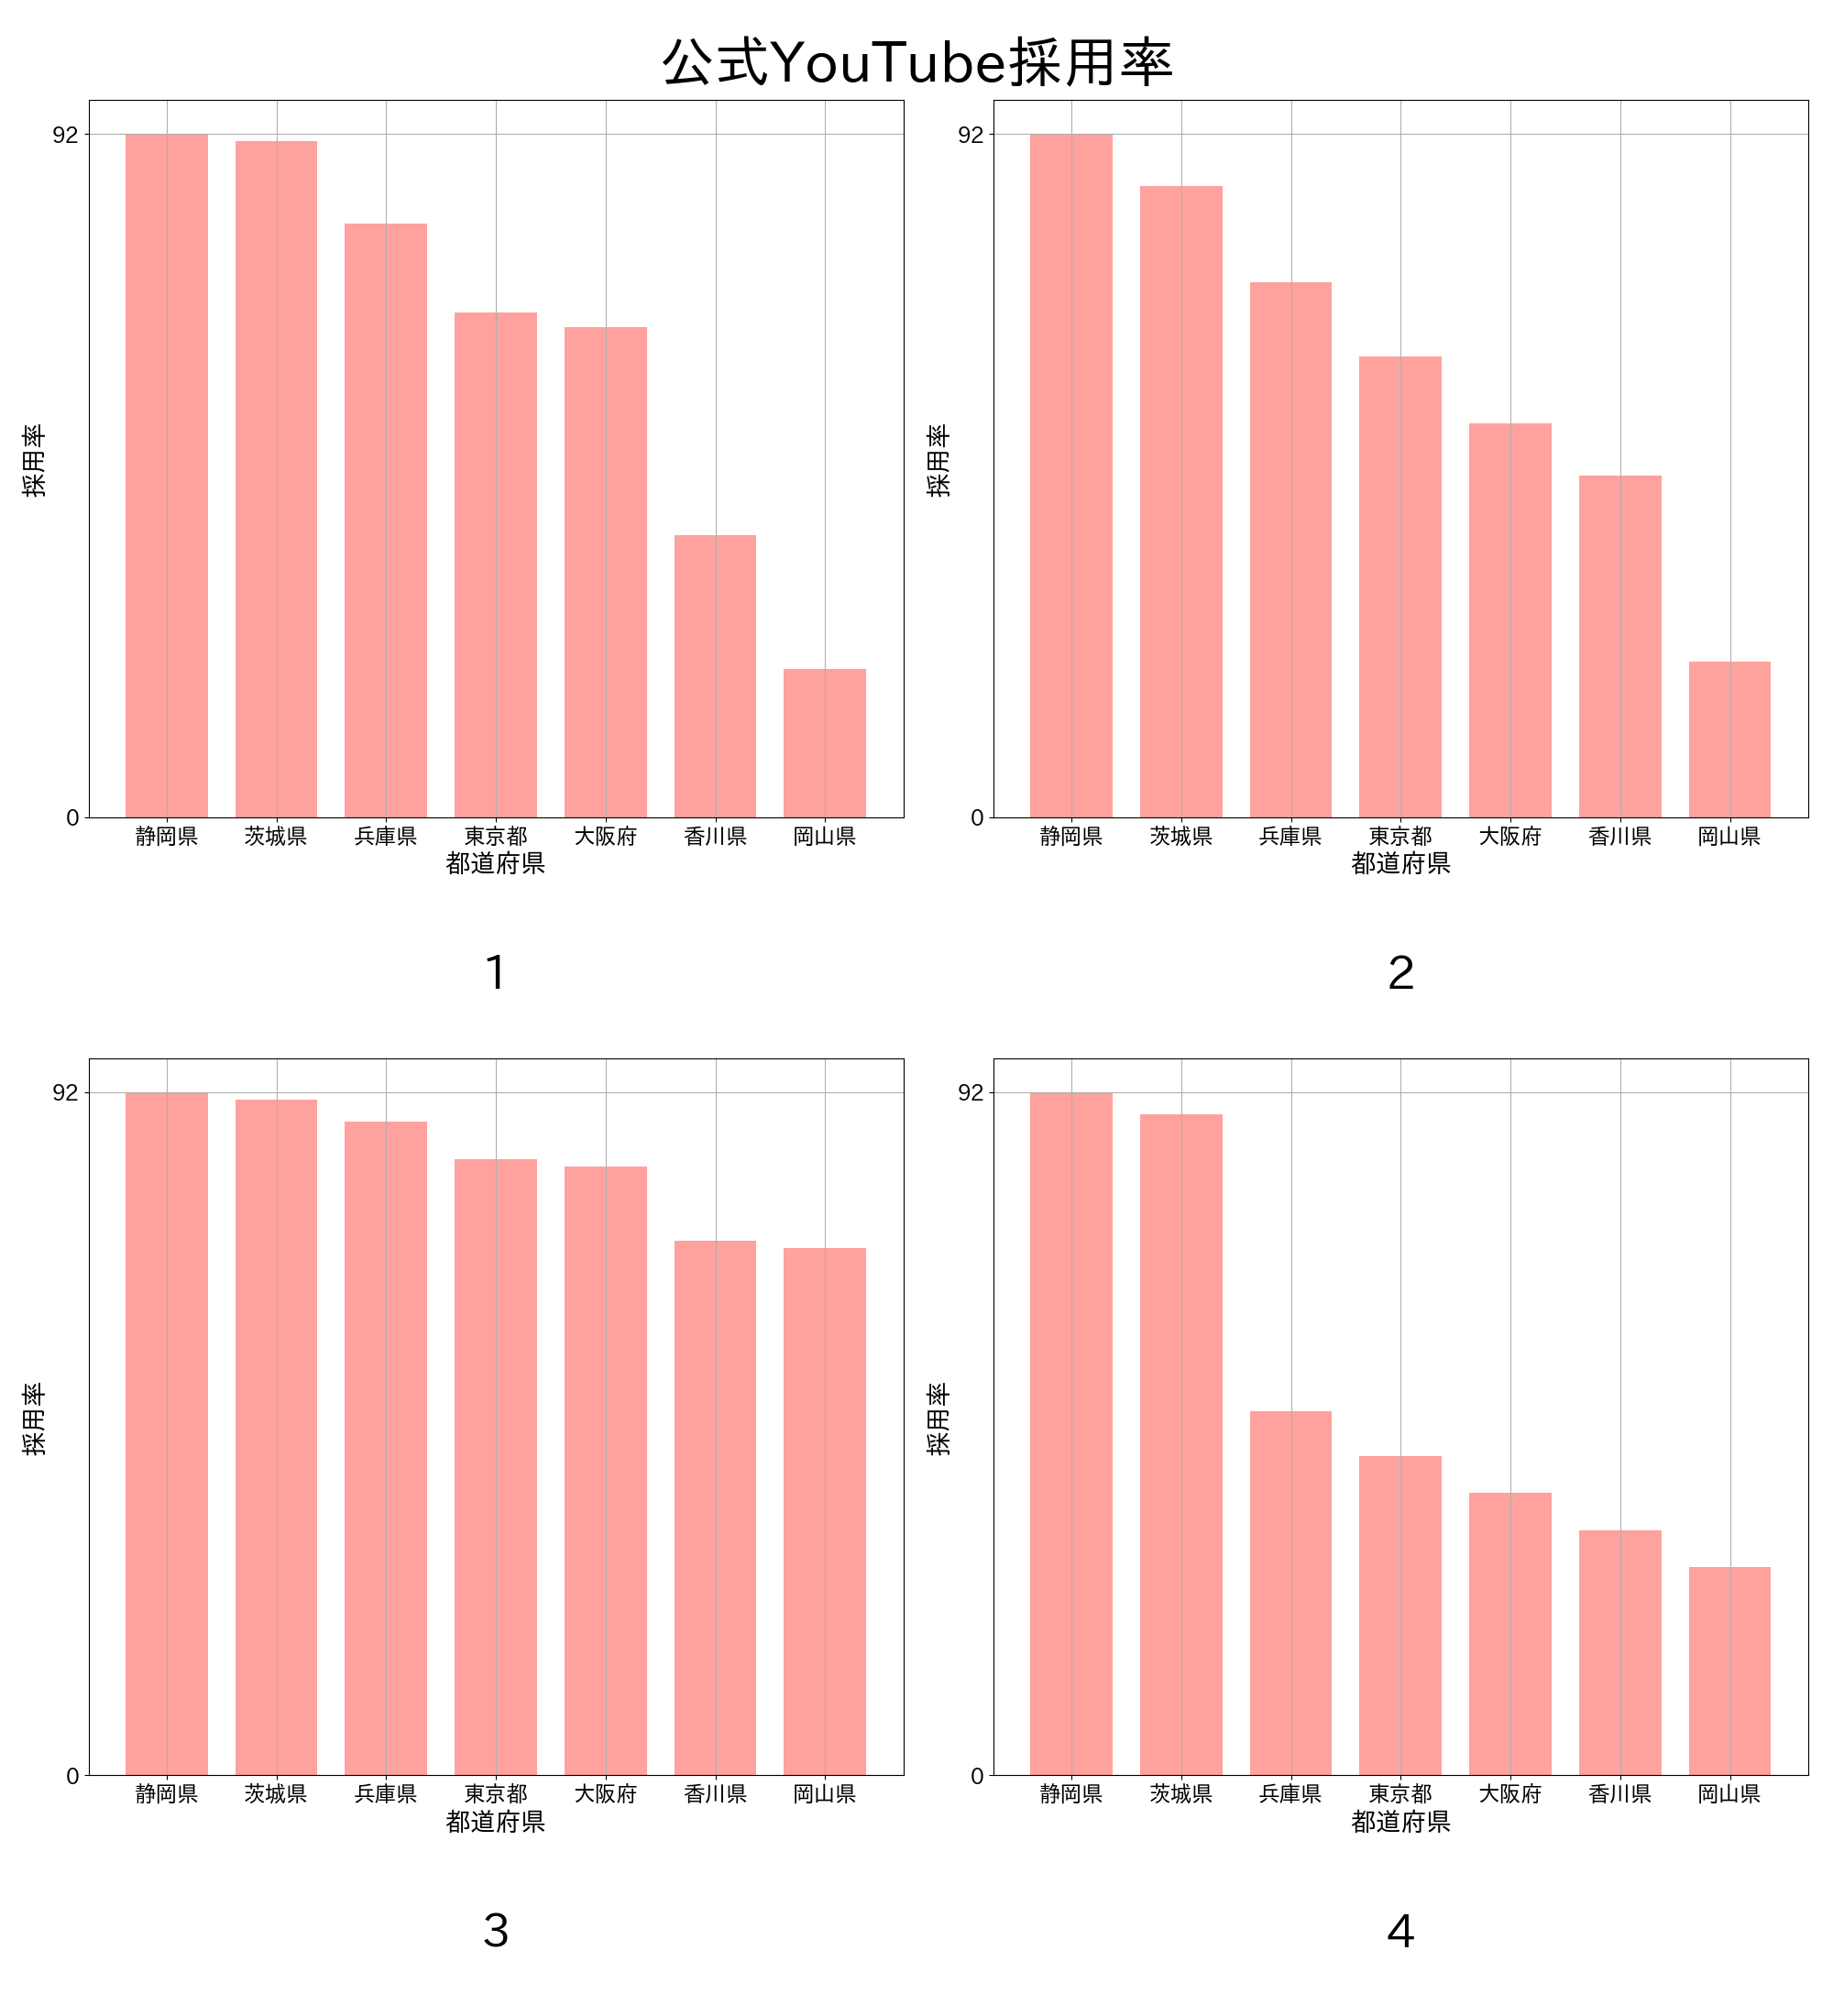 公式YouTube採用率
92
0
採用率
静岡県 茨城県 兵庫県 東京都 大阪府 香川県 岡山県
都道府県
1
92
0
採用率
静岡県 茨城県 兵庫県 東京都 大阪府 香川県 岡山県
都道府県
2
92
0
採用率
静岡県 茨城県 兵庫県 東京都 大阪府 香川県 岡山県
都道府県
3
92
0
採用率
静岡県 茨城県 兵庫県 東京都 大阪府 香川県 岡山県
都道府県
4